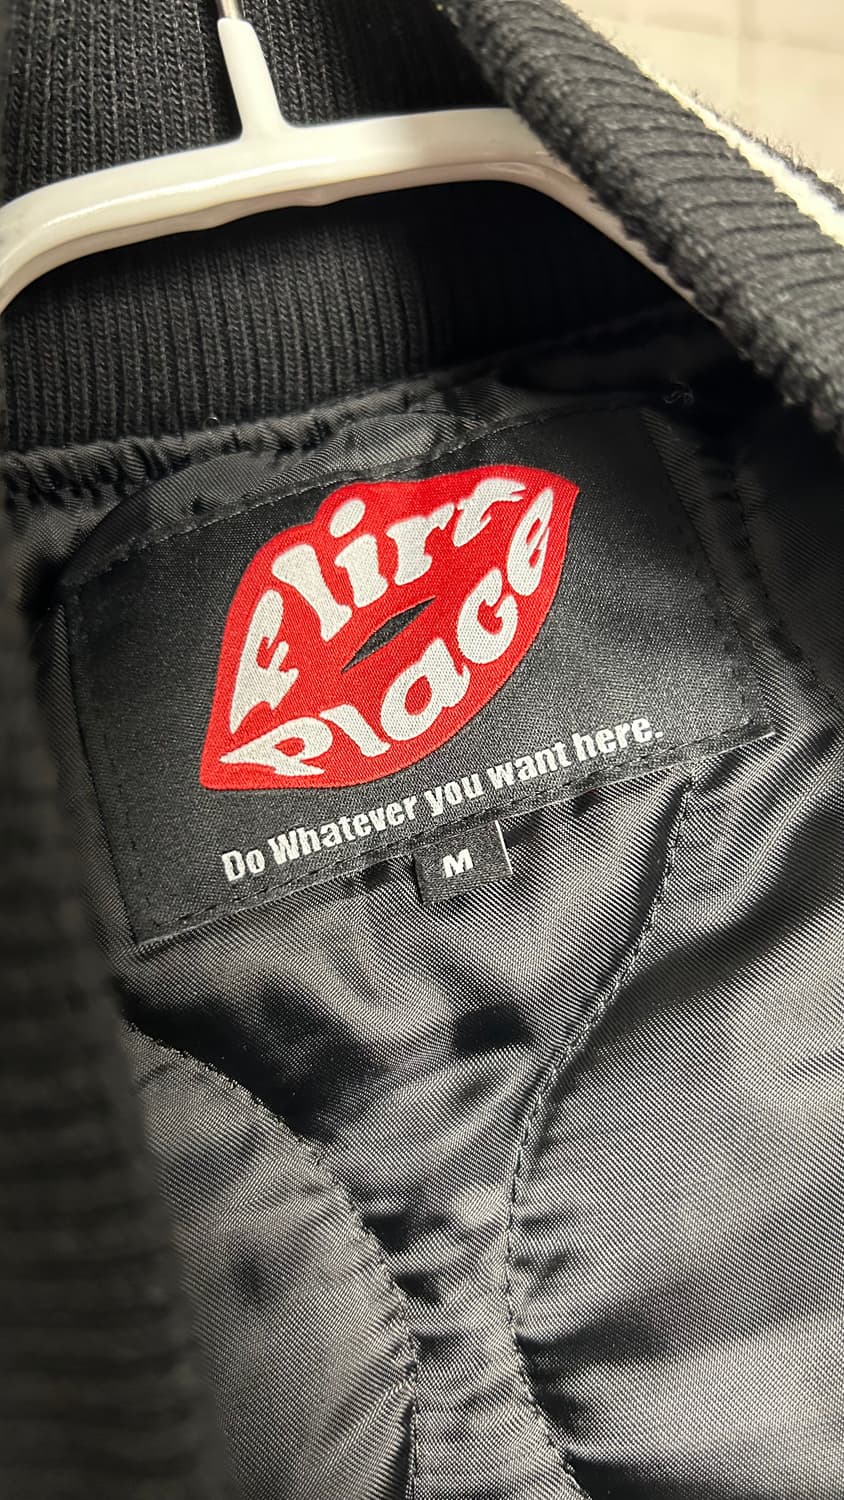 Flirt
Place
Do Whatever you want here.
M